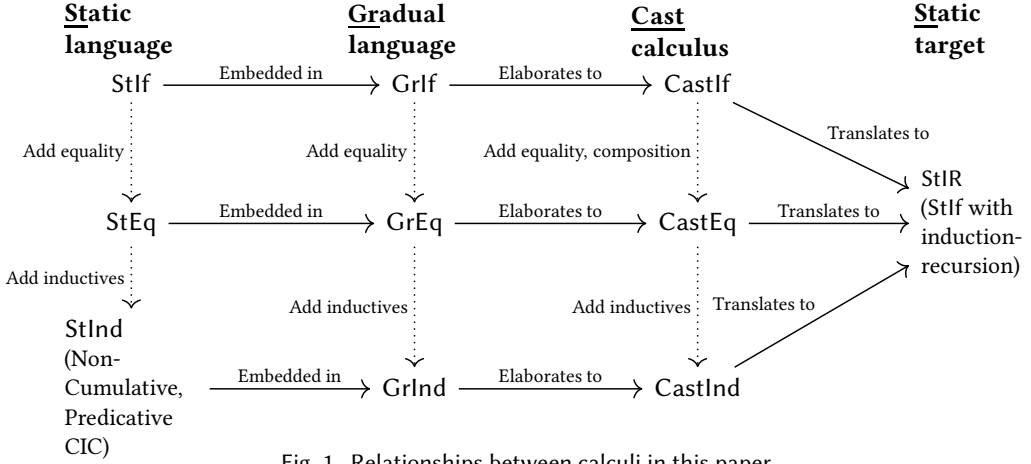 Static language
Gradual language
Cast calculus
Static target
StIf
Embedded in
GrIf
Elaborates to
CastIf
Translates to
Add equality
Add equality
Add equality, composition
StIR
(StIf with
induction-
recursion)
StEq
Embedded in
GrEq
Elaborates to
CastEq
Translates to
Add inductives
Add inductives
Add inductives
Translates to
StInd
(Non-
Cumulative,
Predicative
CIC)
Embedded in
GrInd
Elaborates to
CastInd
Fig. 1. Relationships between calculi in this paper